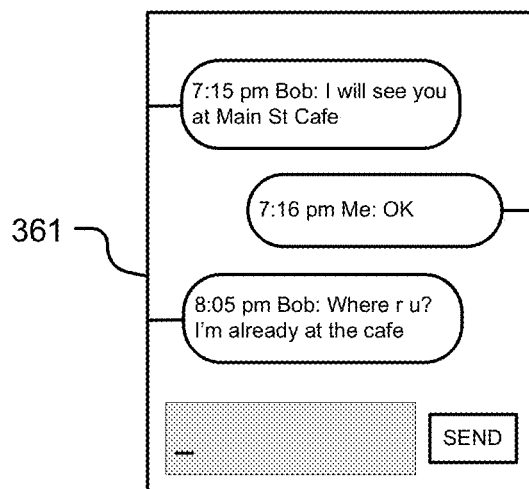 7:15 pm Bob: I will see you
at Main St Cafe
7:16 pm Me: OK
361
8:05 pm Bob: Where r u?
I'm already at the cafe
SEND